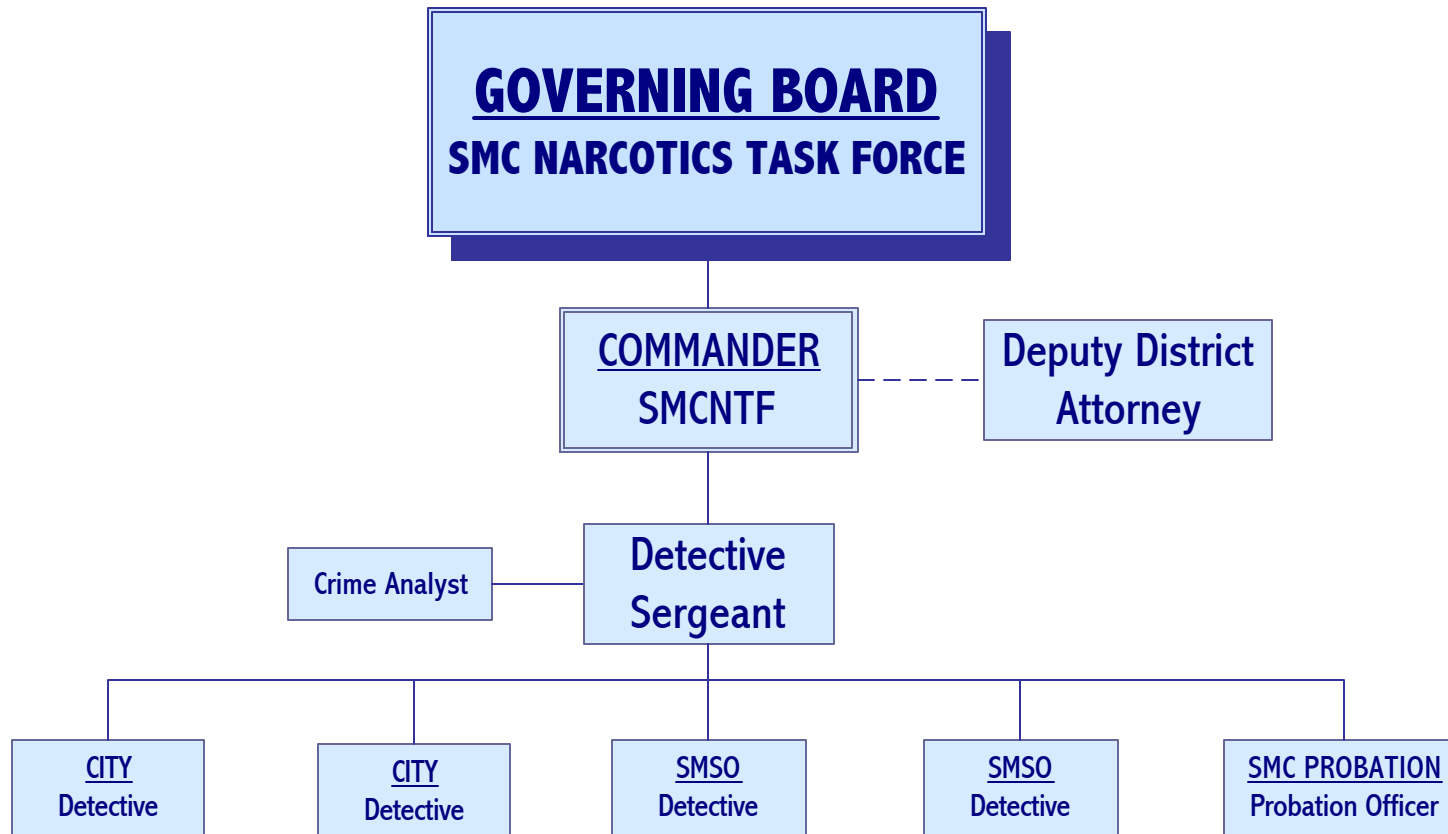 GOVERNING BOARD
SMC NARCOTICS TASK FORCE
COMMANDER
SMCNTF
Deputy District
Attorney
Detective
Sergeant
Crime Analyst
CITY
Detective
CITY
Detective
SMSO
Detective
SMSO
Detective
SMC PROBATION
Probation Officer